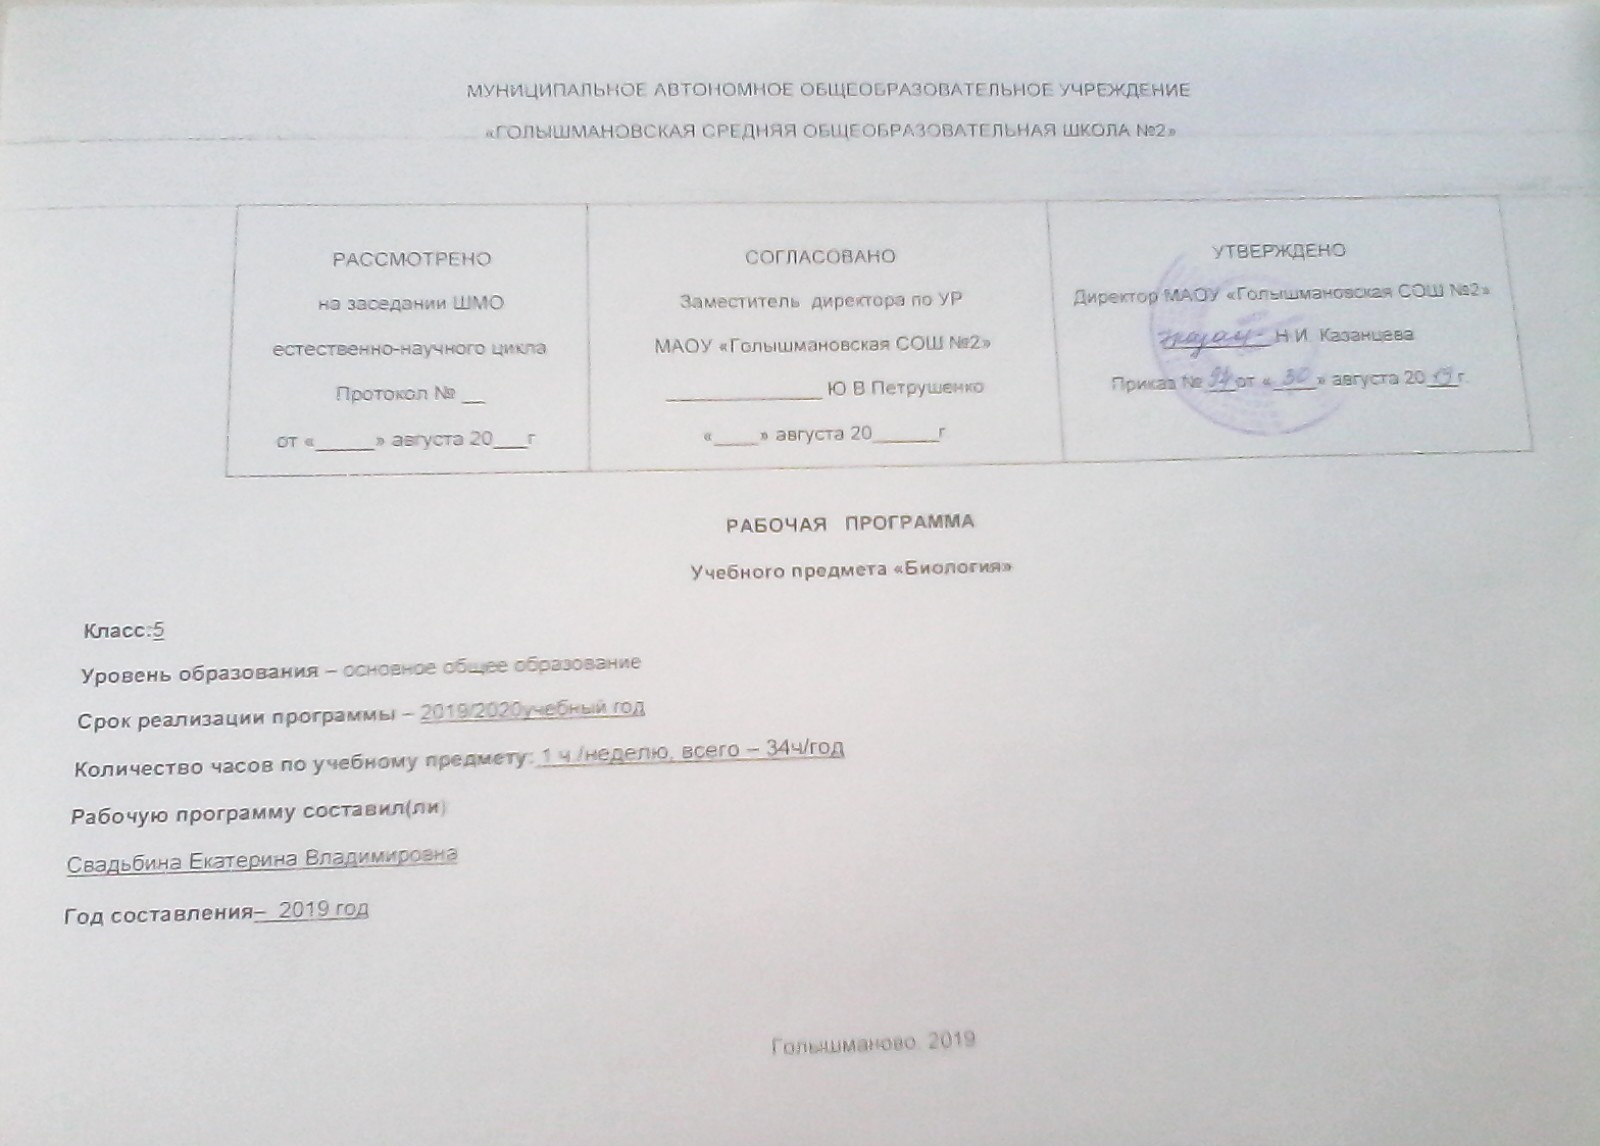 МУНИЦИПАЛЬНОЕ АВТОНОМНОЕ ОБЩЕОБРАЗОВАТЕЛЬНОЕ УЧРЕЖДЕНИЕ
«ГОЛЫШМАНОВСКАЯ СРЕДНЯЯ ОБЩЕОБРАЗОВАТЕЛЬНАЯ ШКОЛА №2»
РАССМОТРЕНО
на заседании ШМО
естественно-научного цикла
Протокол № __
от «_____» августа 20___г
СОГЛАСОВАНО
Заместитель директора по УР
МАОУ «Голышмановская СОШ №2»
______________ Ю В Петрушенко
«____» августа 20______г
УТВЕРЖДЕНО
Директор МАОУ «Голышмановская СОШ №2»
Н.И. Казанцева
Приказ № от «30» августа 2019 г.
РАБОЧАЯ ПРОГРАММА
Учебного предмета «Биология»
Класс:5
Уровень образования – основное общее образование
Срок реализации программы – 2019/2020учебный год
Количество часов по учебному предмету: 1 ч /неделю, всего – 34ч/год
Рабочую программу составил(ли)
Свадьбина Екатерина Владимировна
Год составления– 2019 год
Голышманово. 2019